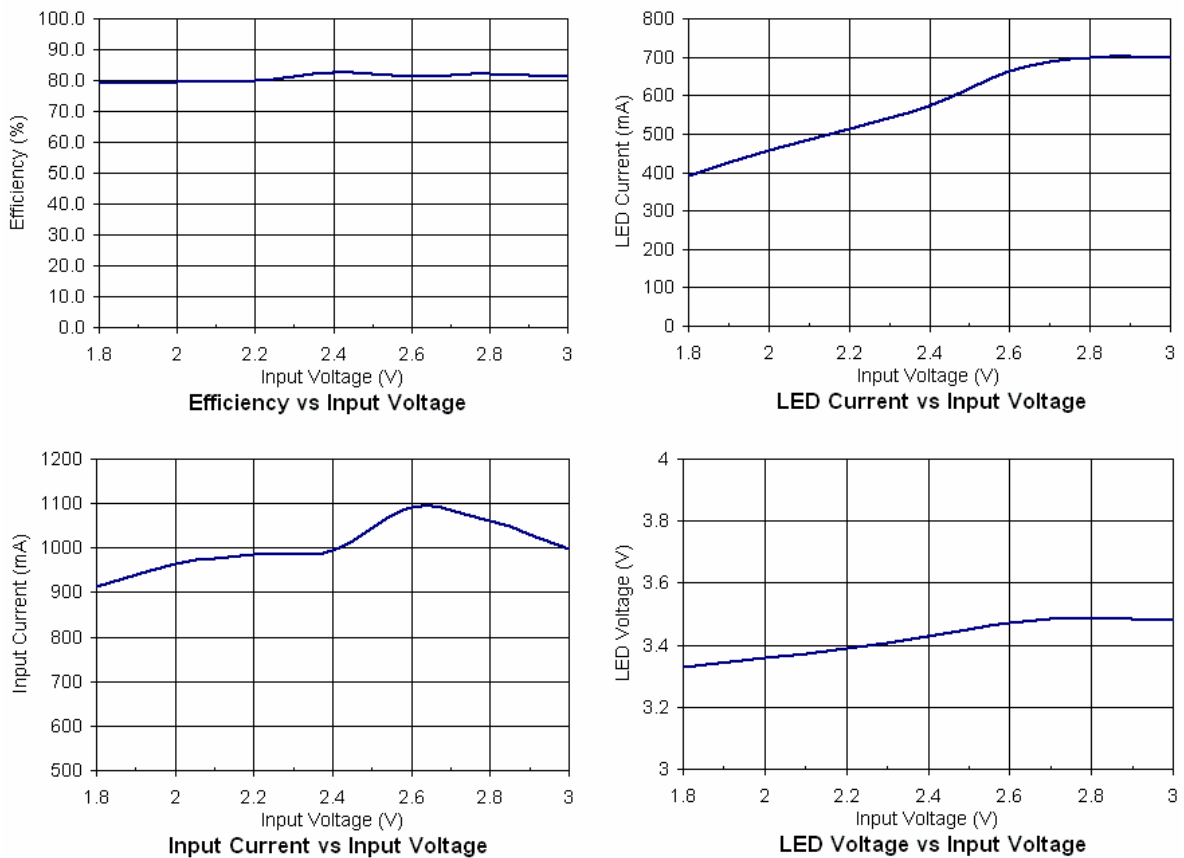 100.0
90.0
80.0
70.0
60.0
50.0
40.0
30.0
20.0
10.0
0.0
Efficiency (%)
1.8 2 2.2 2.4 2.6 2.8 3
Input Voltage (V)
Efficiency vs Input Voltage
800
700
600
500
400
300
200
100
0
LED Current (mA)
1.8 2 2.2 2.4 2.6 2.8 3
Input Voltage (V)
LED Current vs Input Voltage
1200
1100
1000
900
800
700
600
500
Input Current (mA)
1.8 2 2.2 2.4 2.6 2.8 3
Input Voltage (V)
Input Current vs Input Voltage
4
3.8
3.6
3.4
3.2
3
LED Voltage (V)
1.8 2 2.2 2.4 2.6 2.8 3
Input Voltage (V)
LED Voltage vs Input Voltage